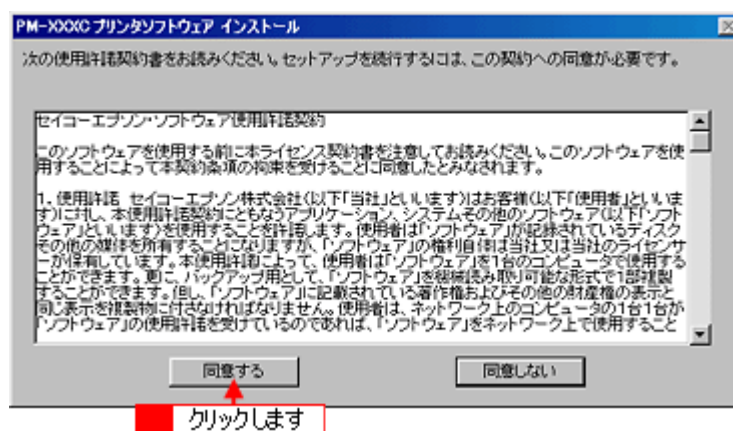 PM-XXXC プリンタソフトウェア インストール
次の使用許諾契約書をお読みください。セットアップを続行するには、この契約への同意が必要です。
セイコーエプソン・ソフトウェア使用許諾契約
このソフトウェアを使用する前に本ライセンス契約書を注意してお読みください。このソフトウェアを使
用することによって本契約条項の拘束を受けることに同意したとみなされます。
1. 使用許諾 セイコーエプソン株式会社(以下「当社」といいます)はお客様(以下「使用者」といいま
す)に対し、本使用許諾契約にともなうアプリケーション、システムその他のソフトウェア(以下「ソフト
ウェア」といいます)を使用することを許諾します。使用者は「ソフトウェア」が記録されているディスク
その他の媒体を所有することになりますが、「ソフトウェア」の権利自体は当社又は当社のライセンサ
ーが保有しています。本使用許諾によって、使用者は「ソフトウェア」を1台のコンピュータで使用する
ことができます。更に、バックアップ用として、「ソフトウェア」を機械読み取り可能な形式で1部複製
することができます。但し、「ソフトウェア」に記載されている著作権およびその他の財産権の表示と
同じ表示を複製物に付さなければなりません。使用者は、ネットワーク上のコンピュータの1台1台が
「ソフトウェア」の使用許諾を受けているのであれば、「ソフトウェア」をネットワーク上で使用すること
同意する
同意しない
クリックします